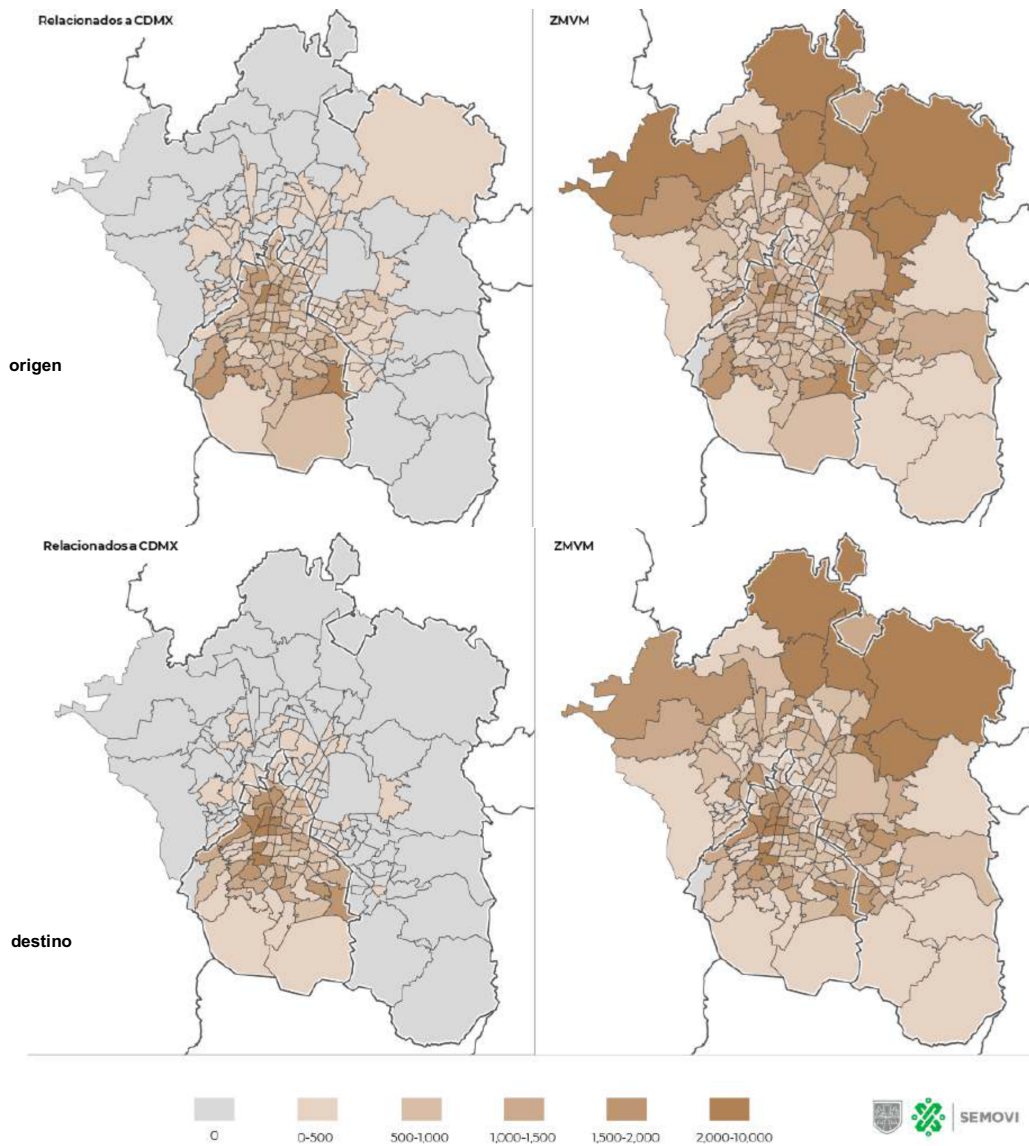 Relacionados a CDMX
ZMVM
origen
Relacionados a CDMX
ZMVM
destino
0
0-500
500-1,000
1,000-1,500
1,500-2,000
2,000-10,000
SEMOVI